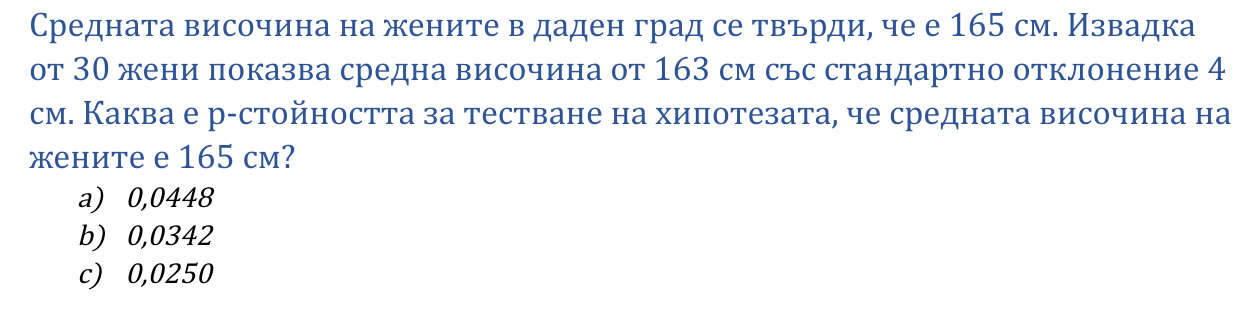 Средната височина на жените в даден град се твърди, че е 165 см. Извадка
от 30 жени показва средна височина от 163 см със стандартно отклонение 4
см. Каква е p-стойността за тестване на хипотезата, че средната височина на
жените е 165 см?
a) 0,0448
b) 0,0342
c) 0,0250